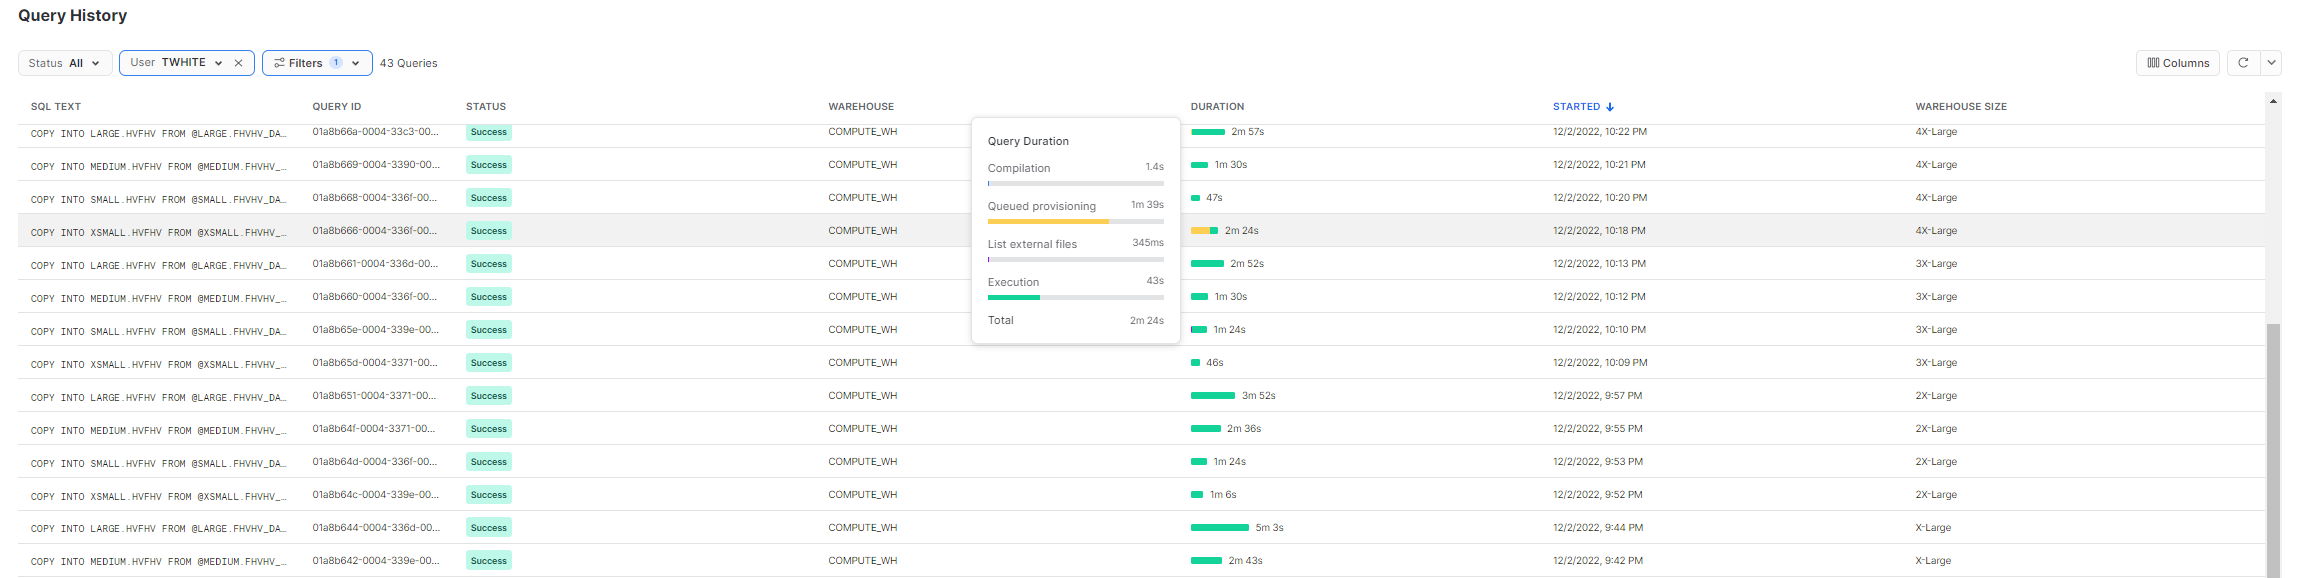 Query History
Status All User TWHITE Filters 1 43 Queries Columns
SQL TEXT QUERY ID STATUS WAREHOUSE DURATION STARTED WAREHOUSE SIZE
COPY INTO LARGE.HVFHV FROM @LARGE.FHVHV_DA… 01a8b66a-0004-33c3-00… Success COMPUTE_WH 2m 57s 12/2/2022, 10:22 PM 4X-Large
COPY INTO MEDIUM.HVFHV FROM @MEDIUM.FHVHV_… 01a8b669-0004-3390-00… Success COMPUTE_WH 1m 30s 12/2/2022, 10:21 PM 4X-Large
COPY INTO SMALL.HVFHV FROM @SMALL.FHVHV_DA… 01a8b668-0004-336f-00… Success COMPUTE_WH 47s 12/2/2022, 10:20 PM 4X-Large
COPY INTO XSMALL.HVFHV FROM @XSMALL.FHVHV_… 01a8b666-0004-336f-00… Success COMPUTE_WH 2m 24s 12/2/2022, 10:18 PM 4X-Large
COPY INTO LARGE.HVFHV FROM @LARGE.FHVHV_DA… 01a8b661-0004-336d-00… Success COMPUTE_WH 2m 52s 12/2/2022, 10:13 PM 3X-Large
COPY INTO MEDIUM.HVFHV FROM @MEDIUM.FHVHV_… 01a8b660-0004-336f-00… Success COMPUTE_WH 1m 30s 12/2/2022, 10:12 PM 3X-Large
COPY INTO SMALL.HVFHV FROM @SMALL.FHVHV_DA… 01a8b65e-0004-339e-00… Success COMPUTE_WH 1m 24s 12/2/2022, 10:10 PM 3X-Large
COPY INTO XSMALL.HVFHV FROM @XSMALL.FHVHV_… 01a8b65d-0004-3371-00… Success COMPUTE_WH 46s 12/2/2022, 10:09 PM 3X-Large
COPY INTO LARGE.HVFHV FROM @LARGE.FHVHV_DA… 01a8b651-0004-3371-00… Success COMPUTE_WH 3m 52s 12/2/2022, 9:57 PM 2X-Large
COPY INTO MEDIUM.HVFHV FROM @MEDIUM.FHVHV_… 01a8b64f-0004-3371-00… Success COMPUTE_WH 2m 36s 12/2/2022, 9:55 PM 2X-Large
COPY INTO SMALL.HVFHV FROM @SMALL.FHVHV_DA… 01a8b64d-0004-336f-00… Success COMPUTE_WH 1m 24s 12/2/2022, 9:53 PM 2X-Large
COPY INTO XSMALL.HVFHV FROM @XSMALL.FHVHV_… 01a8b64c-0004-339e-00… Success COMPUTE_WH 1m 6s 12/2/2022, 9:52 PM 2X-Large
COPY INTO LARGE.HVFHV FROM @LARGE.FHVHV_DA… 01a8b644-0004-336d-00… Success COMPUTE_WH 5m 3s 12/2/2022, 9:44 PM X-Large
COPY INTO MEDIUM.HVFHV FROM @MEDIUM.FHVHV_… 01a8b642-0004-339e-00… Success COMPUTE_WH 2m 43s 12/2/2022, 9:42 PM X-Large
Query Duration
Compilation 1.4s
Queued provisioning 1m 39s
List external files 345ms
Execution 43s
Total 2m 24s